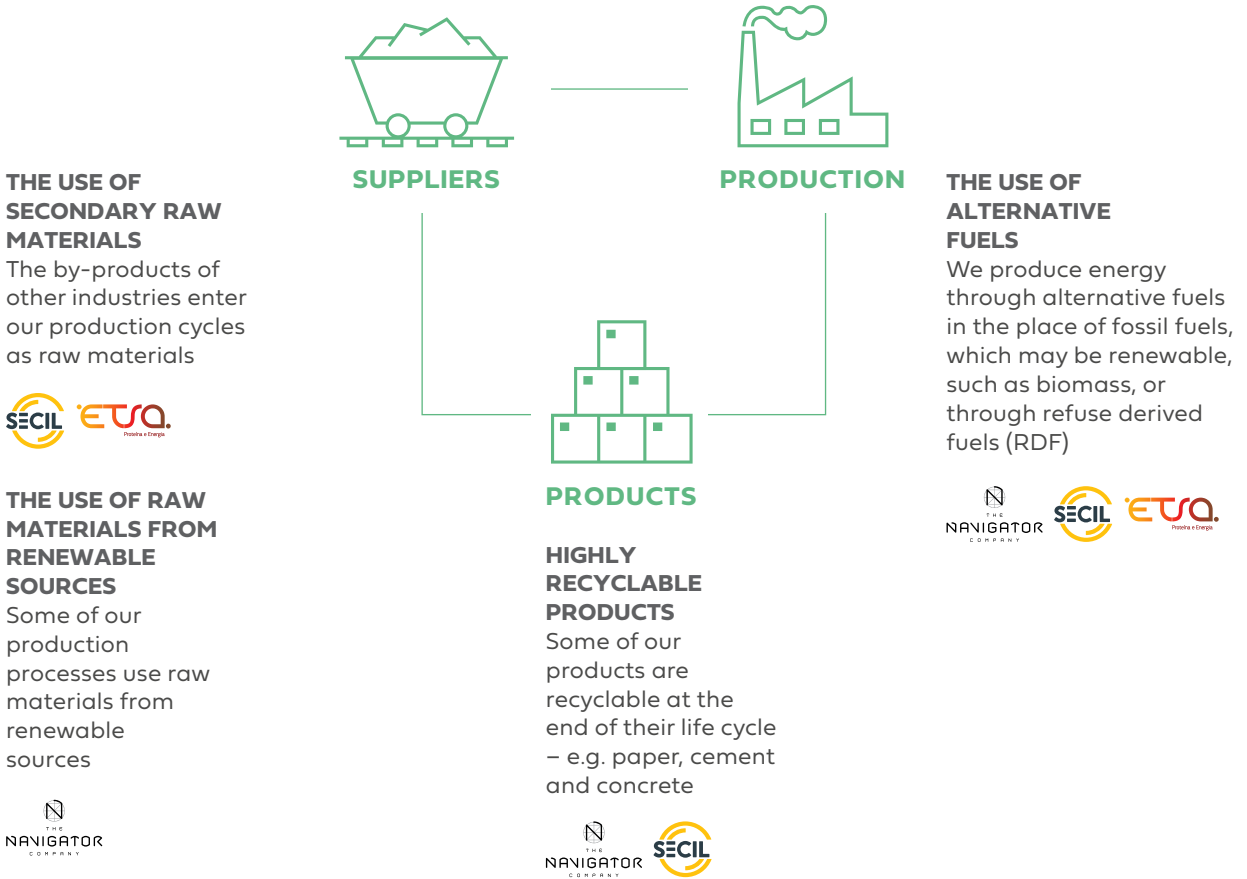 SUPPLIERS
PRODUCTION
THE USE OF
SECONDARY RAW
MATERIALS
The by-products of
other industries enter
our production cycles
as raw materials
SECIL
ETSA.
Proteína e Energia
THE USE OF RAW
MATERIALS FROM
RENEWABLE
SOURCES
Some of our
production
processes use raw
materials from
renewable
sources
N
THE
NAVIGATOR
COMPANY
PRODUCTS
HIGHLY
RECYCLABLE
PRODUCTS
Some of our
products are
recyclable at the
end of their life cycle
– e.g. paper, cement
and concrete
N
THE
NAVIGATOR
COMPANY
SECIL
THE USE OF
ALTERNATIVE
FUELS
We produce energy
through alternative fuels
in the place of fossil fuels,
which may be renewable,
such as biomass, or
through refuse derived
fuels (RDF)
N
THE
NAVIGATOR
COMPANY
SECIL
ETSA.
Proteína e Energia